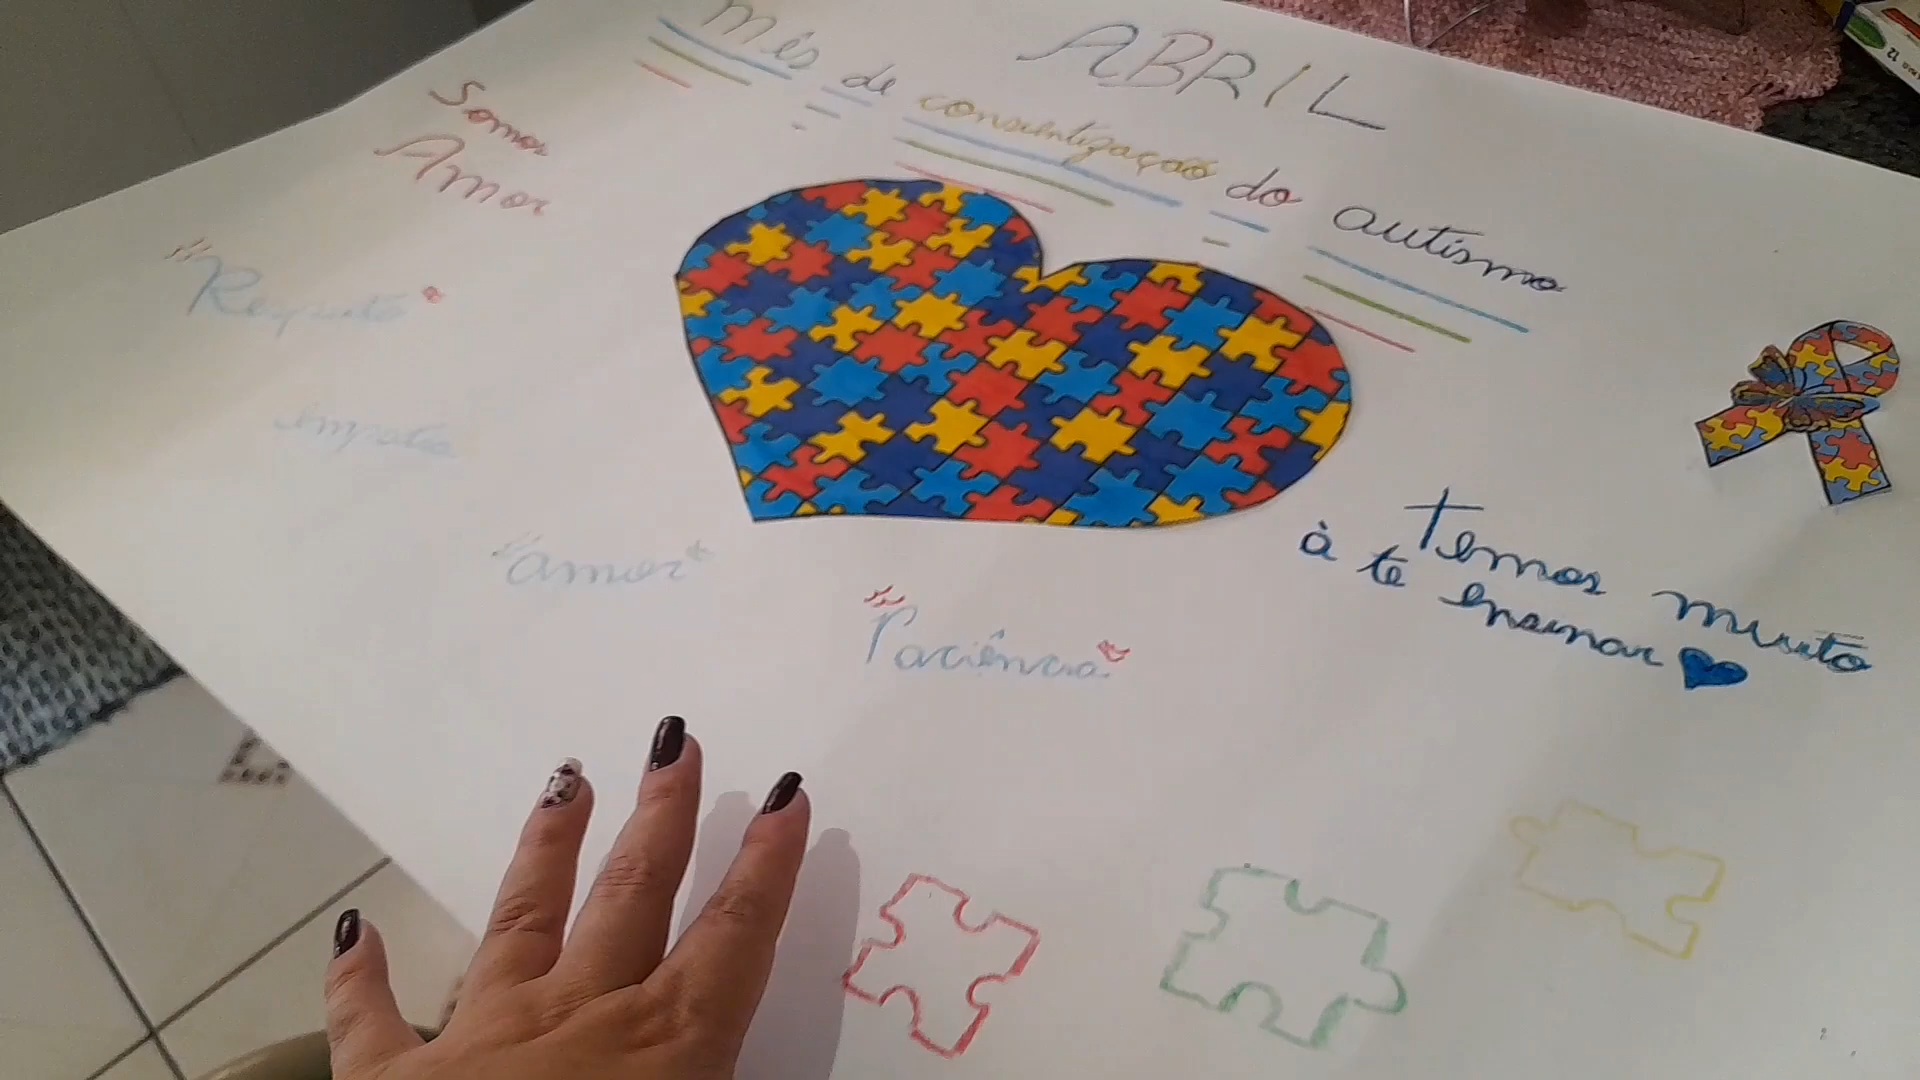 ABRIL
Mês de conscientização do autismo
Somos
Amor
"Respeito"
empatia
"amor"
"Paciência"
Temos muito
à te ensinar